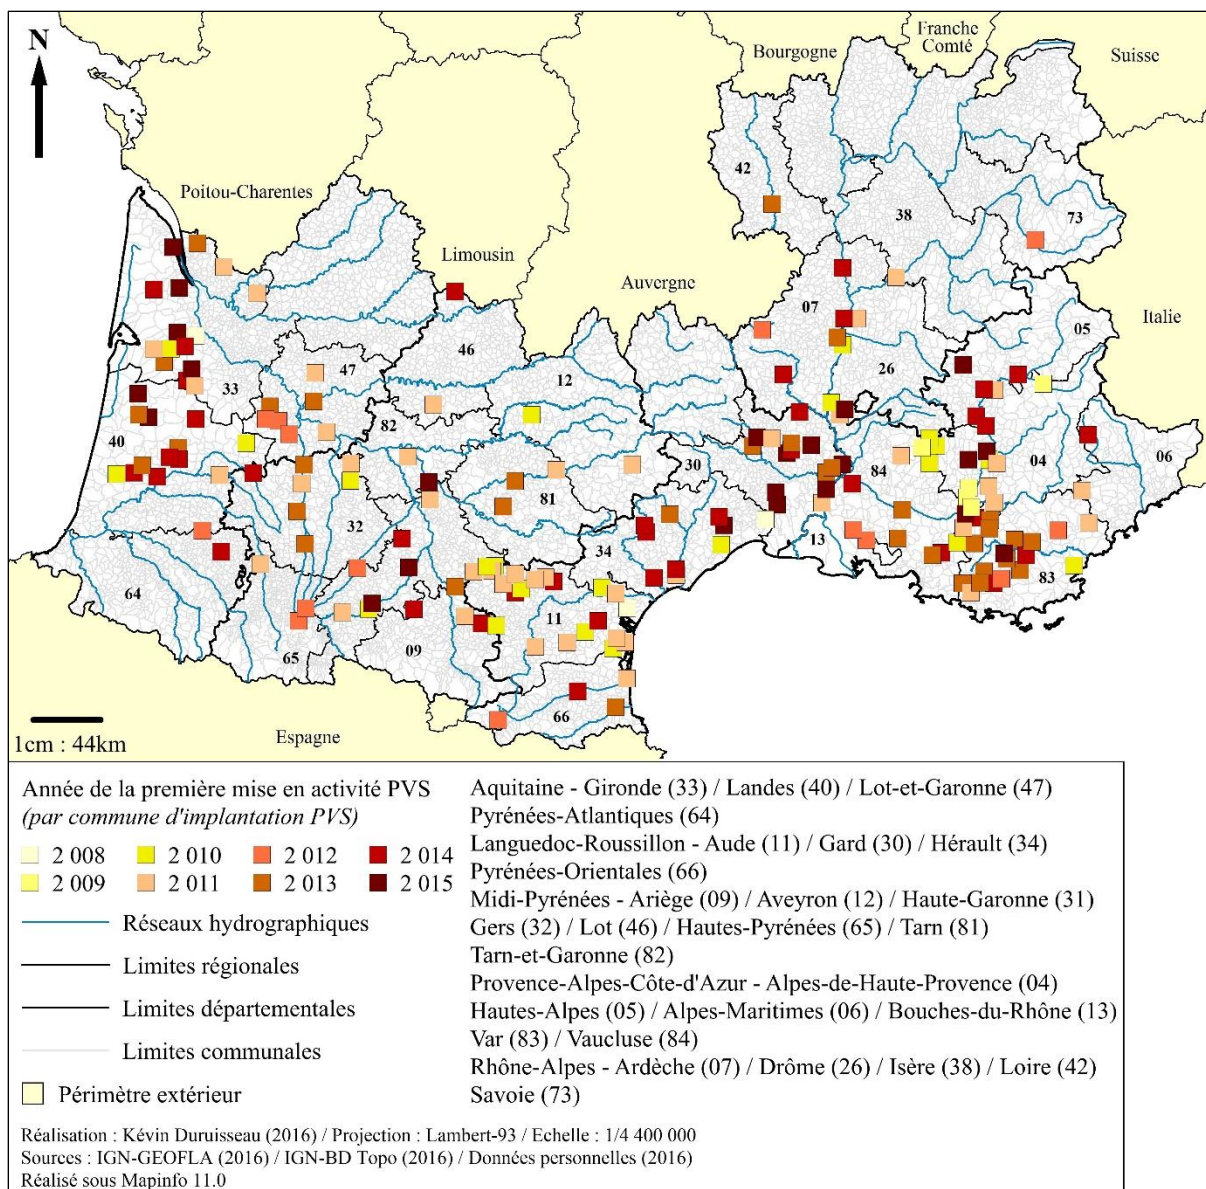 N
Bourgogne
Franche
Comté
Suisse
42
38
73
Poitou-Charentes
Limousin
Auvergne
Italie
07
05
46
47
26
12
33
82
40
30
84
04
06
81
32
34
13
83
64
11
09
65
66
Espagne
1cm : 44km
Année de la première mise en activité PVS
(par commune d'implantation PVS)
2 008 2 010 2 012 2 014
2 009 2 011 2 013 2 015
Réseaux hydrographiques
Limites régionales
Limites départementales
Limites communales
Périmètre extérieur
Aquitaine - Gironde (33) / Landes (40) / Lot-et-Garonne (47)
Pyrénées-Atlantiques (64)
Languedoc-Roussillon - Aude (11) / Gard (30) / Hérault (34)
Pyrénées-Orientales (66)
Midi-Pyrénées - Ariège (09) / Aveyron (12) / Haute-Garonne (31)
Gers (32) / Lot (46) / Hautes-Pyrénées (65) / Tarn (81)
Tarn-et-Garonne (82)
Provence-Alpes-Côte-d'Azur - Alpes-de-Haute-Provence (04)
Hautes-Alpes (05) / Alpes-Maritimes (06) / Bouches-du-Rhône (13)
Var (83) / Vaucluse (84)
Rhône-Alpes - Ardèche (07) / Drôme (26) / Isère (38) / Loire (42)
Savoie (73)
Réalisation : Kévin Duruisseau (2016) / Projection : Lambert-93 / Echelle : 1/4 400 000
Sources : IGN-GEOFLA (2016) / IGN-BD Topo (2016) / Données personnelles (2016)
Réalisé sous Mapinfo 11.0